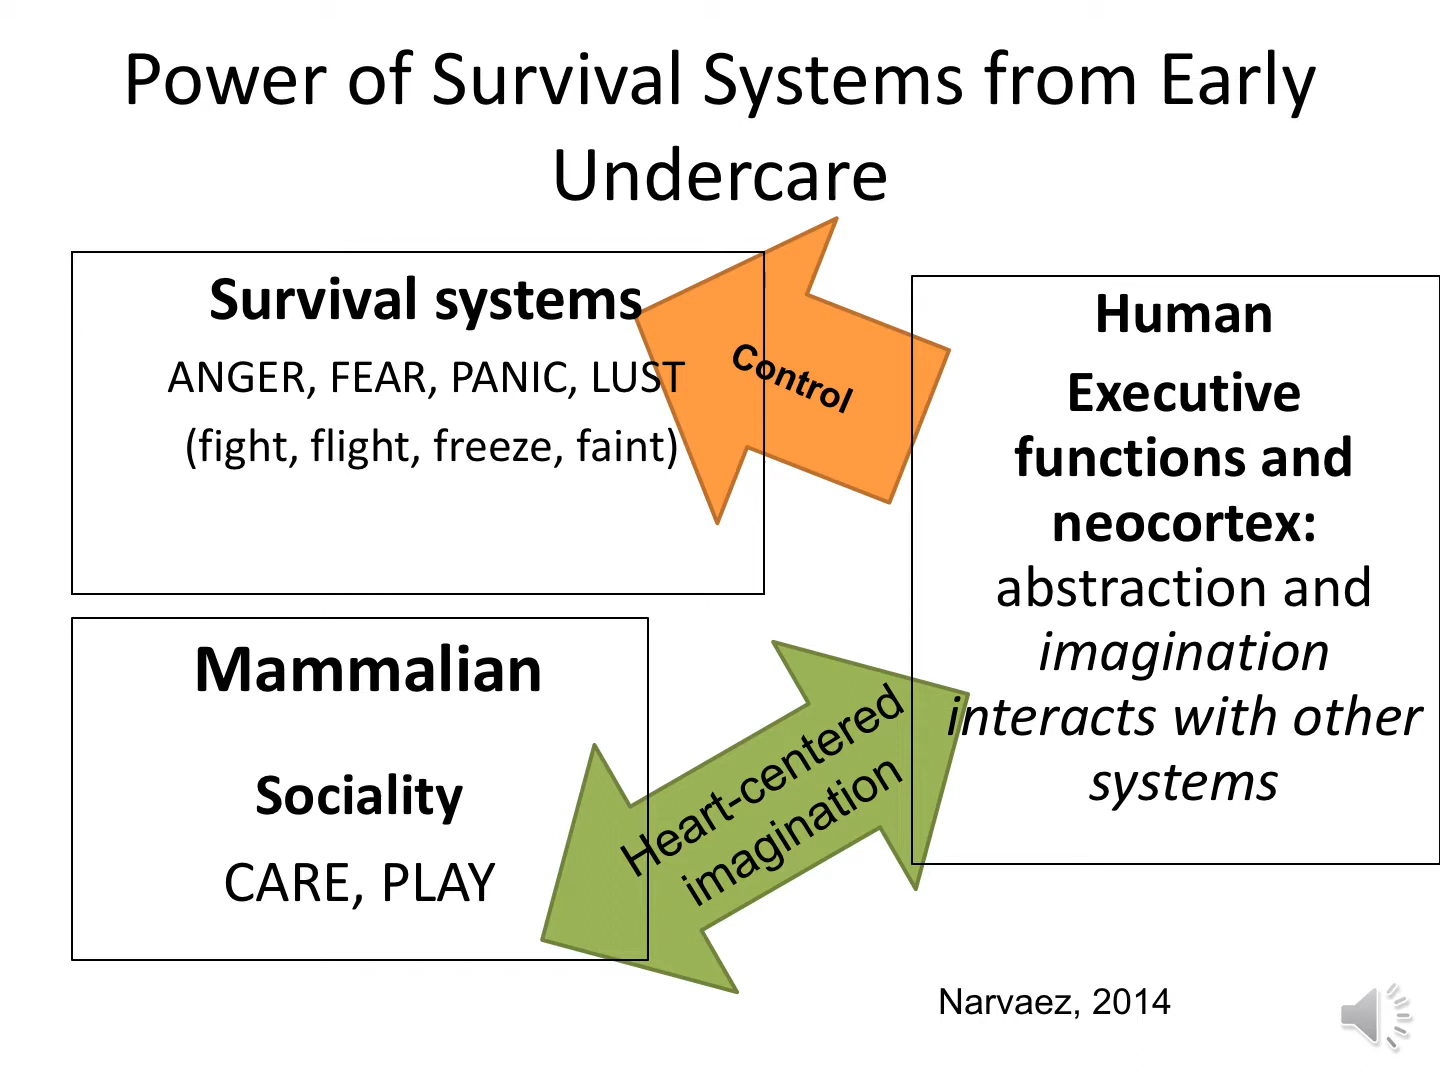 Power of Survival Systems from Early
Undercare
Survival systems
ANGER, FEAR, PANIC, LUST
(fight, flight, freeze, faint)
Control
Human
Executive
functions and
neocortex:
abstraction and
imagination
interacts with other
systems
Mammalian
Sociality
CARE, PLAY
Heart-centered
imagination
Narvaez, 2014